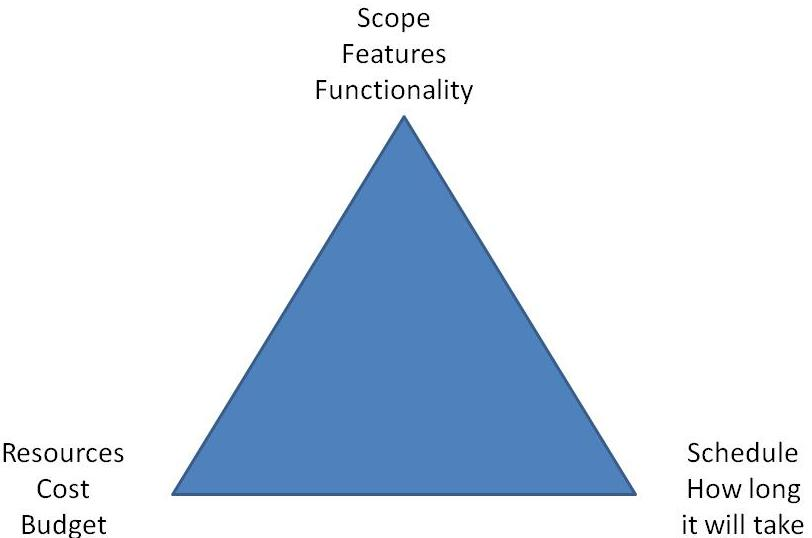 Scope
Features
Functionality
Resources
Cost
Budget
Schedule
How long
it will take